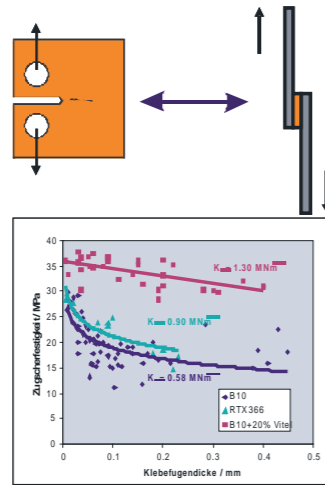 Zugscherfestigkeit / MPa
40
35
30
25
20
15
10
5
0
K = 1.30 MNm
0.90 MNm
K = 0.58 MNm
B10
RTX366
B10+20% Vitel
0
0.1
0.2
0.3
0.4
0.5
Klebefugendicke / mm